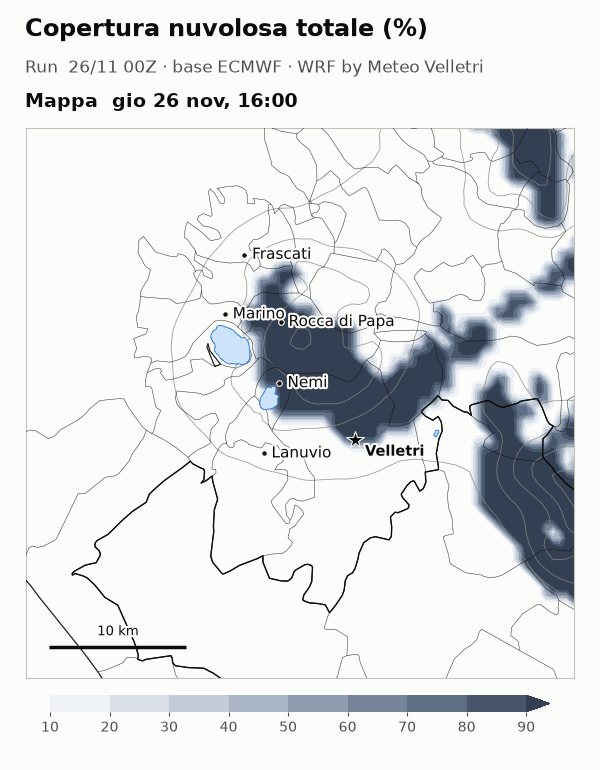 Copertura nuvolosa totale (%)
Run  26/11 00Z · base ECMWF · WRF by Meteo Velletri
Mappa  gio 26 nov, 16:00
Frascati
Marino
Rocca di Papa
Nemi
Velletri
Lanuvio
10 km
10 20 30 40 50 60 70 80 90